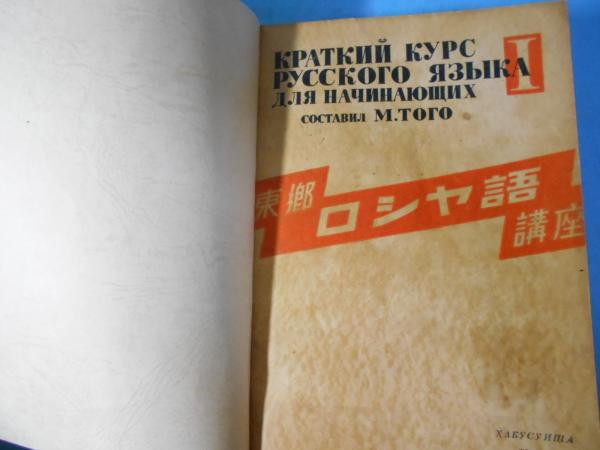 КРАТКИЙ КУРС
РУССКОГО ЯЗЫКА I
ДЛЯ НАЧИНАЮЩИХ
СОСТАВИЛ М.ТОГО
東郷
ロシヤ語
講座
ХАБУСУИША